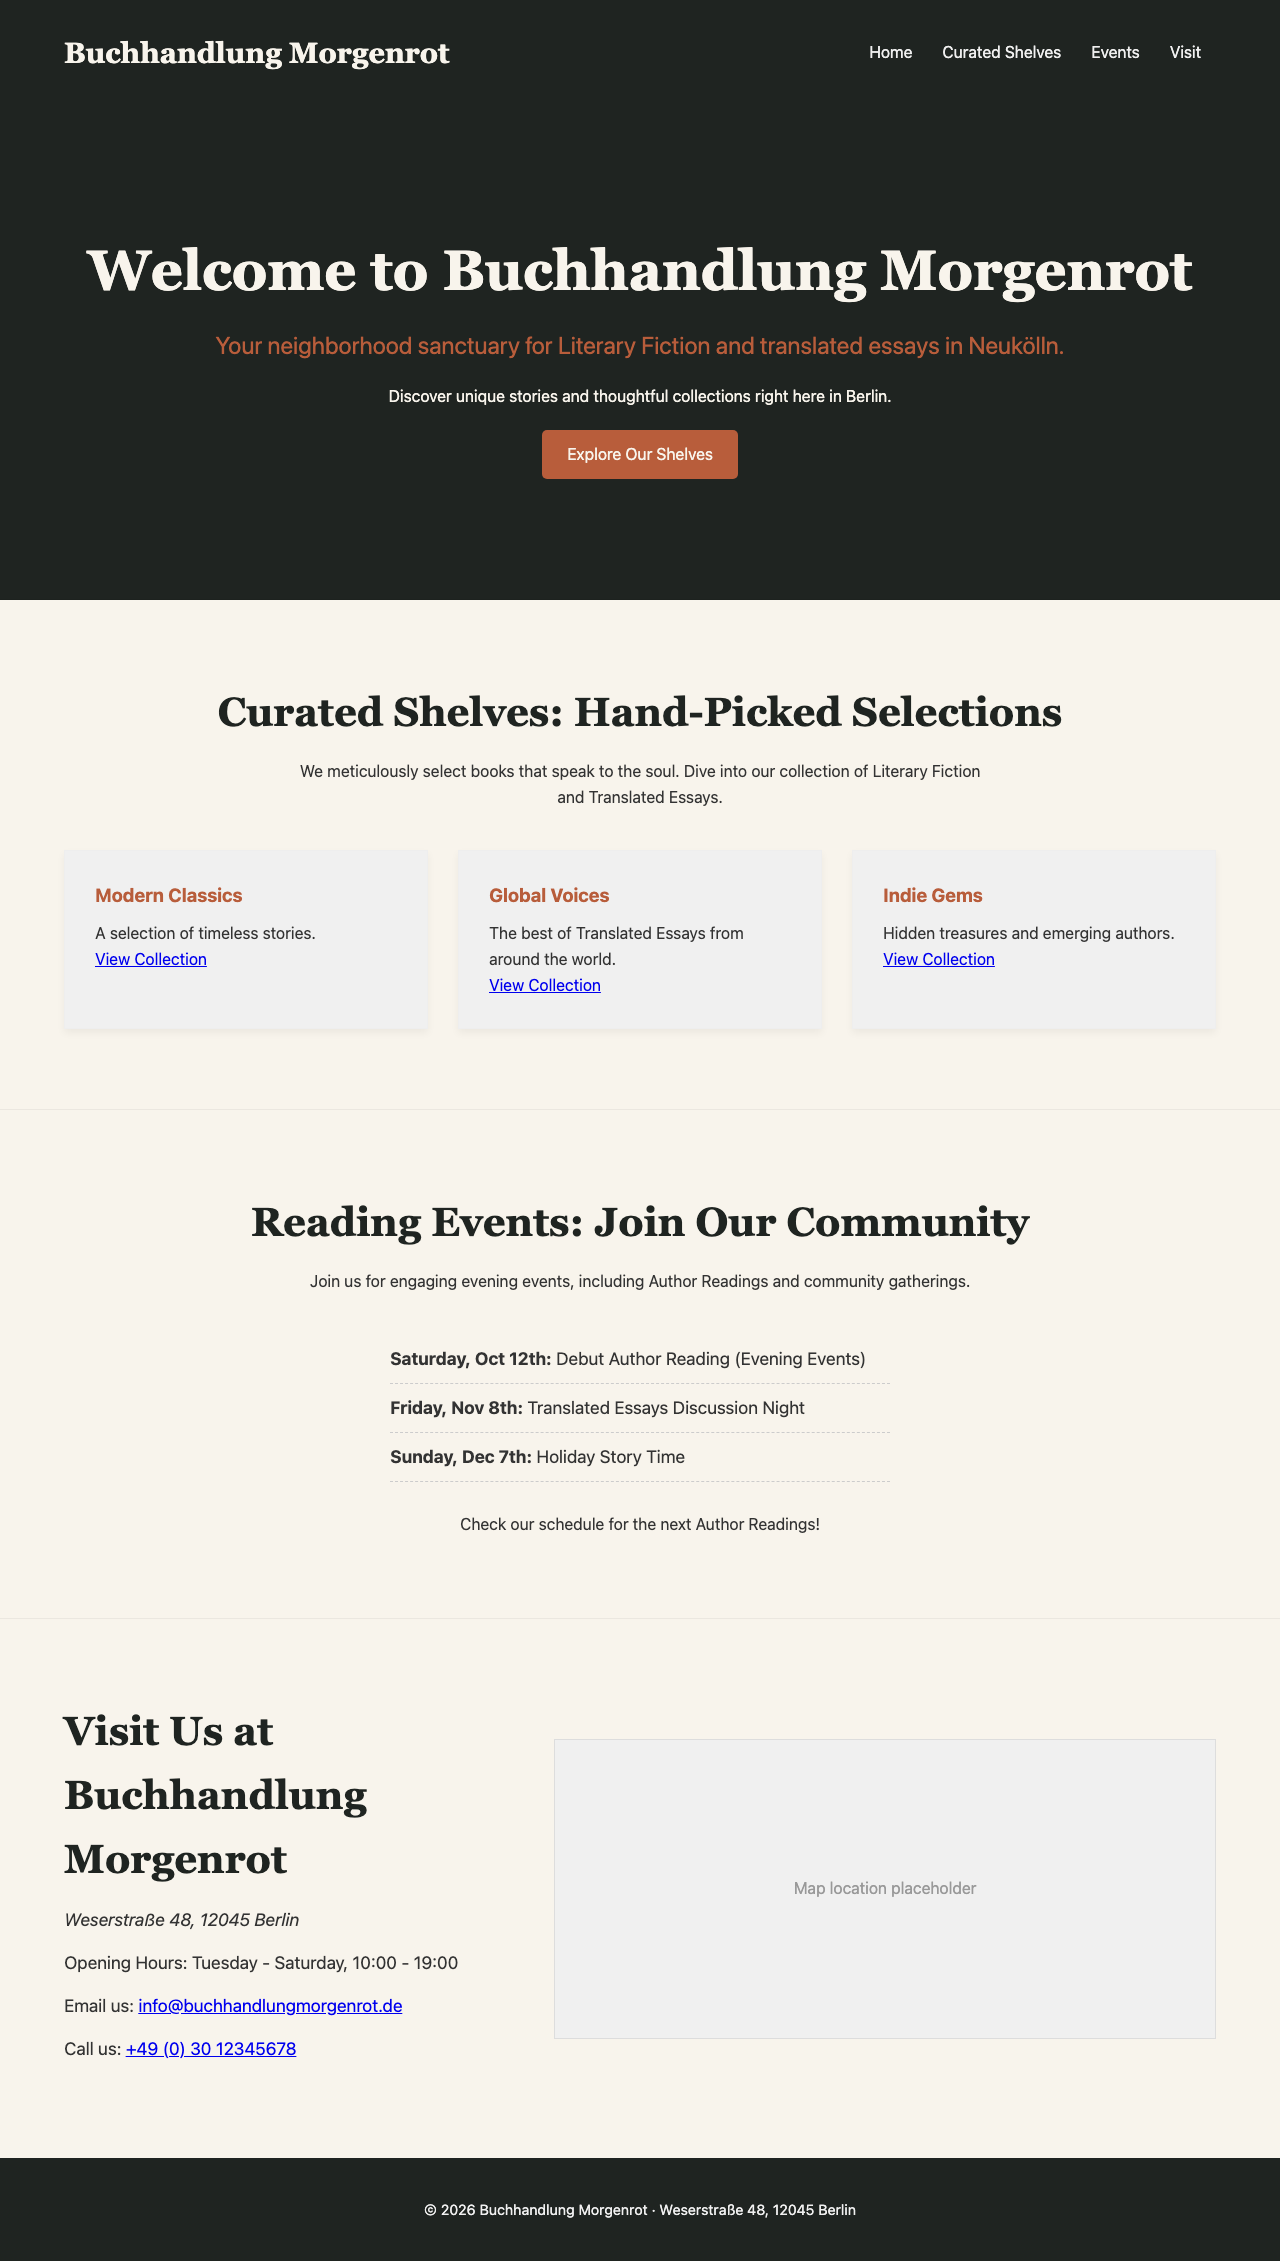 Buchhandlung Morgenrot
Home
Curated Shelves
Events
Visit
Welcome to Buchhandlung Morgenrot
Your neighborhood sanctuary for Literary Fiction and translated essays in Neukölln.
Discover unique stories and thoughtful collections right here in Berlin.
Explore Our Shelves
Curated Shelves: Hand-Picked Selections
We meticulously select books that speak to the soul. Dive into our collection of Literary Fiction
and Translated Essays.
Modern Classics
A selection of timeless stories.
View Collection
Global Voices
The best of Translated Essays from
around the world.
View Collection
Indie Gems
Hidden treasures and emerging authors.
View Collection
Reading Events: Join Our Community
Join us for engaging evening events, including Author Readings and community gatherings.
Saturday, Oct 12th: Debut Author Reading (Evening Events)
Friday, Nov 8th: Translated Essays Discussion Night
Sunday, Dec 7th: Holiday Story Time
Check our schedule for the next Author Readings!
Visit Us at
Buchhandlung
Morgenrot
Weserstraße 48, 12045 Berlin
Opening Hours: Tuesday - Saturday, 10:00 - 19:00
Email us: info@buchhandlungmorgenrot.de
Call us: +49 (0) 30 12345678
Map location placeholder
© 2026 Buchhandlung Morgenrot · Weserstraße 48, 12045 Berlin